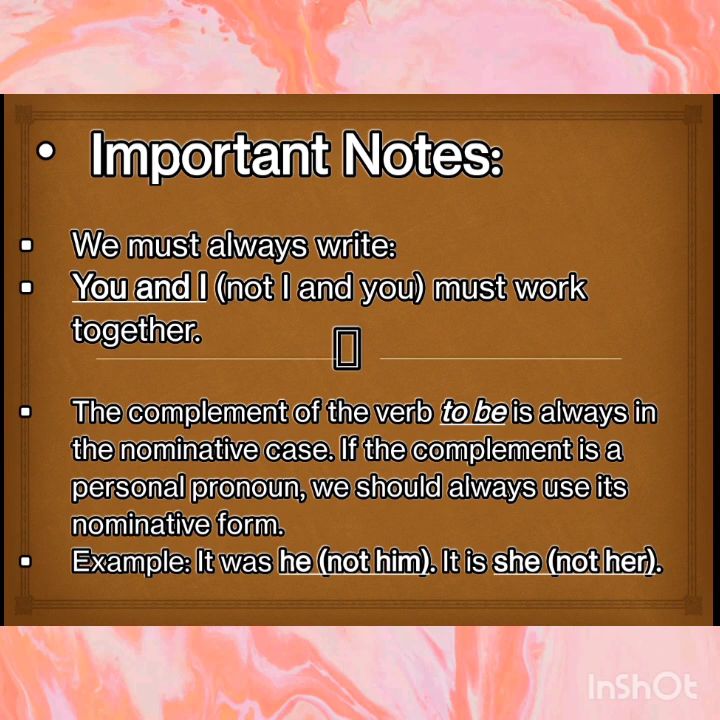 • Important Notes:
▪ We must always write:
▪ You and I (not I and you) must work
together.
▪ The complement of the verb to be is always in
the nominative case. If the complement is a
personal pronoun, we should always use its
nominative form.
▪ Example: It was he (not him). It is she (not her).
InShOt